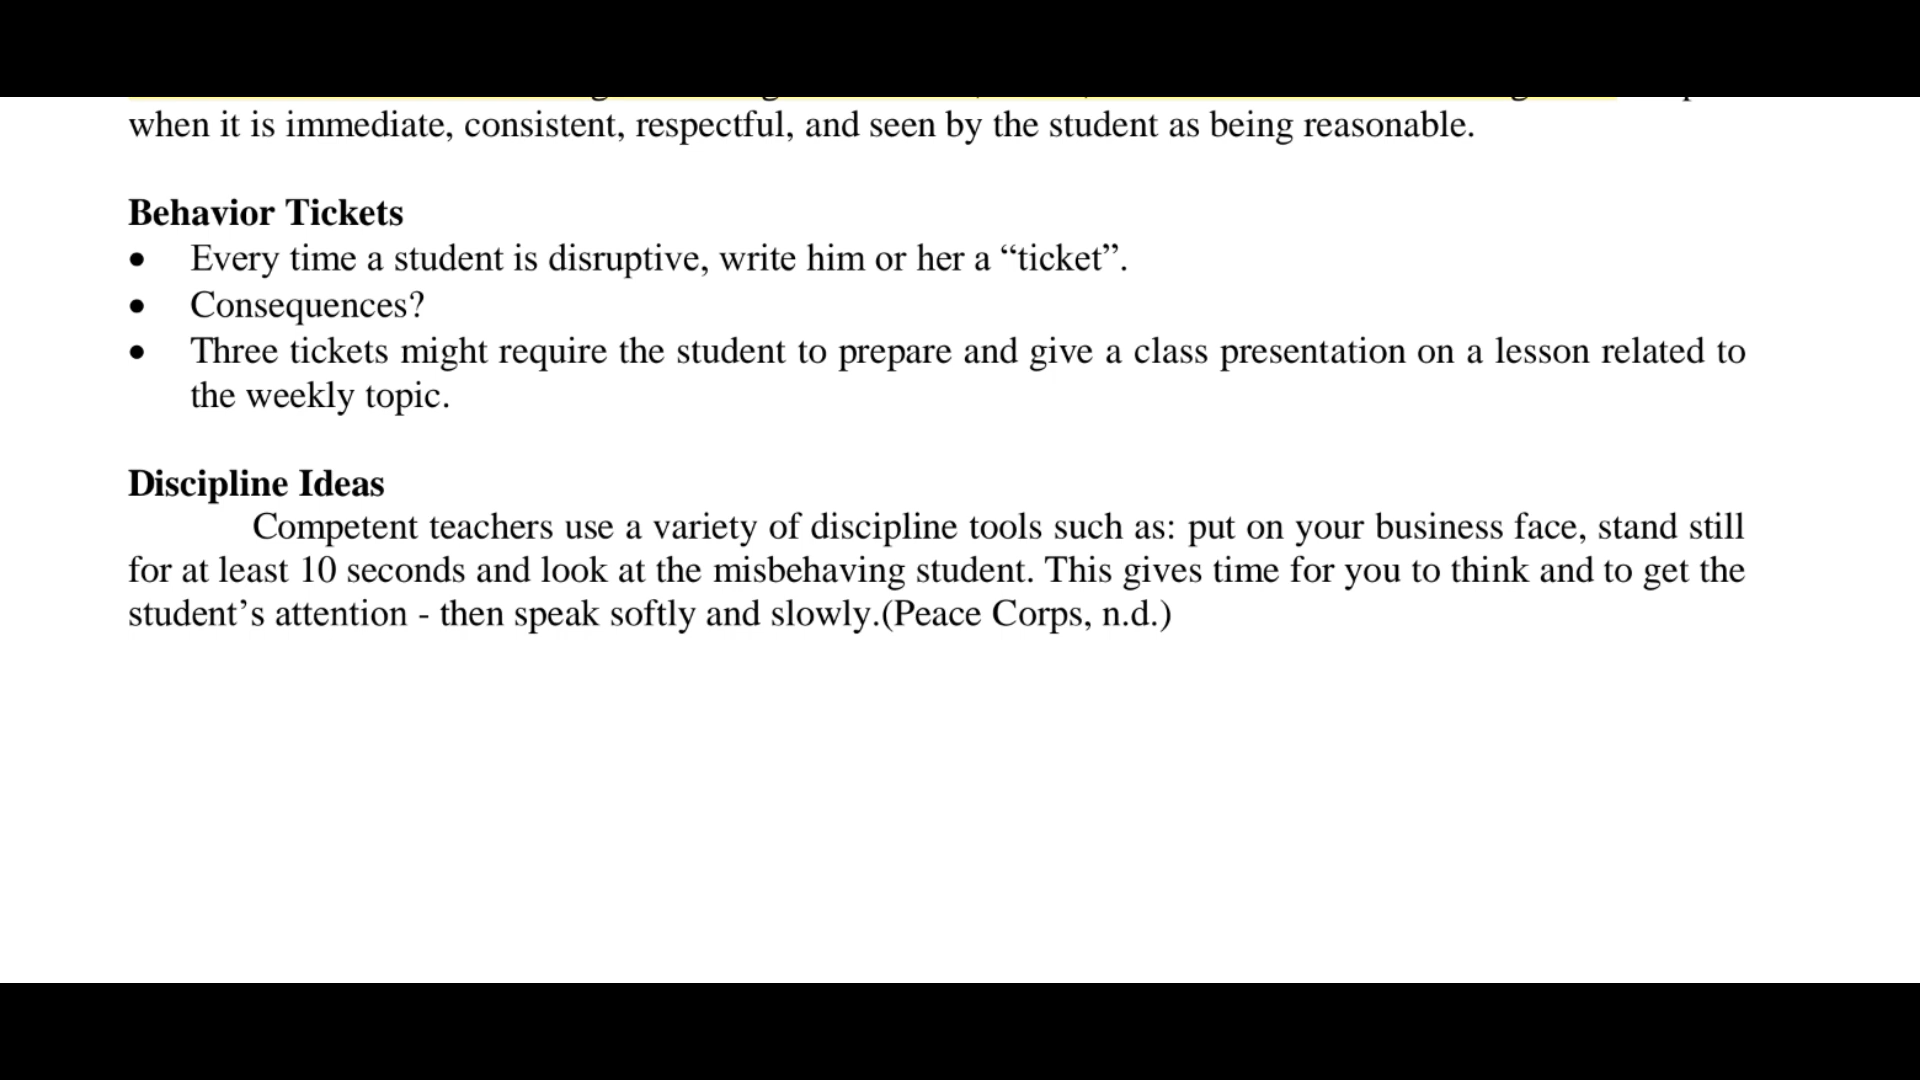 when it is immediate, consistent, respectful, and seen by the student as being reasonable.
Behavior Tickets
• Every time a student is disruptive, write him or her a “ticket”.
• Consequences?
• Three tickets might require the student to prepare and give a class presentation on a lesson related to
the weekly topic.
Discipline Ideas
Competent teachers use a variety of discipline tools such as: put on your business face, stand still
for at least 10 seconds and look at the misbehaving student. This gives time for you to think and to get the
student’s attention - then speak softly and slowly.(Peace Corps, n.d.)